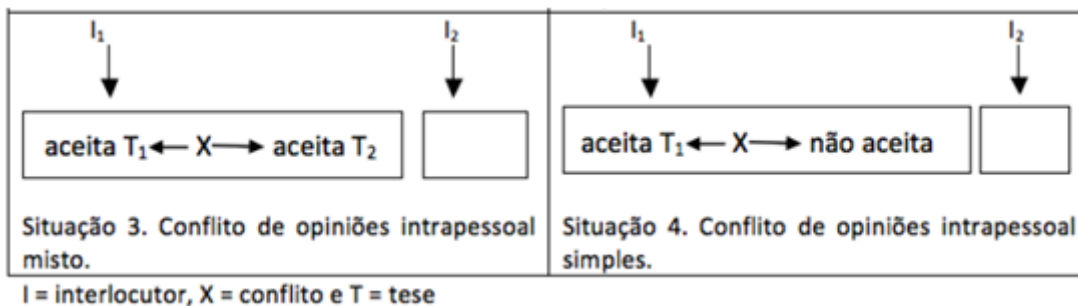 I₁ I₂
aceita T₁ ← X → aceita T₂
Situação 3. Conflito de opiniões intrapessoal
misto.
I₁ I₂
aceita T₁ ← X → não aceita
Situação 4. Conflito de opiniões intrapessoal
simples.
I = interlocutor, X = conflito e T = tese